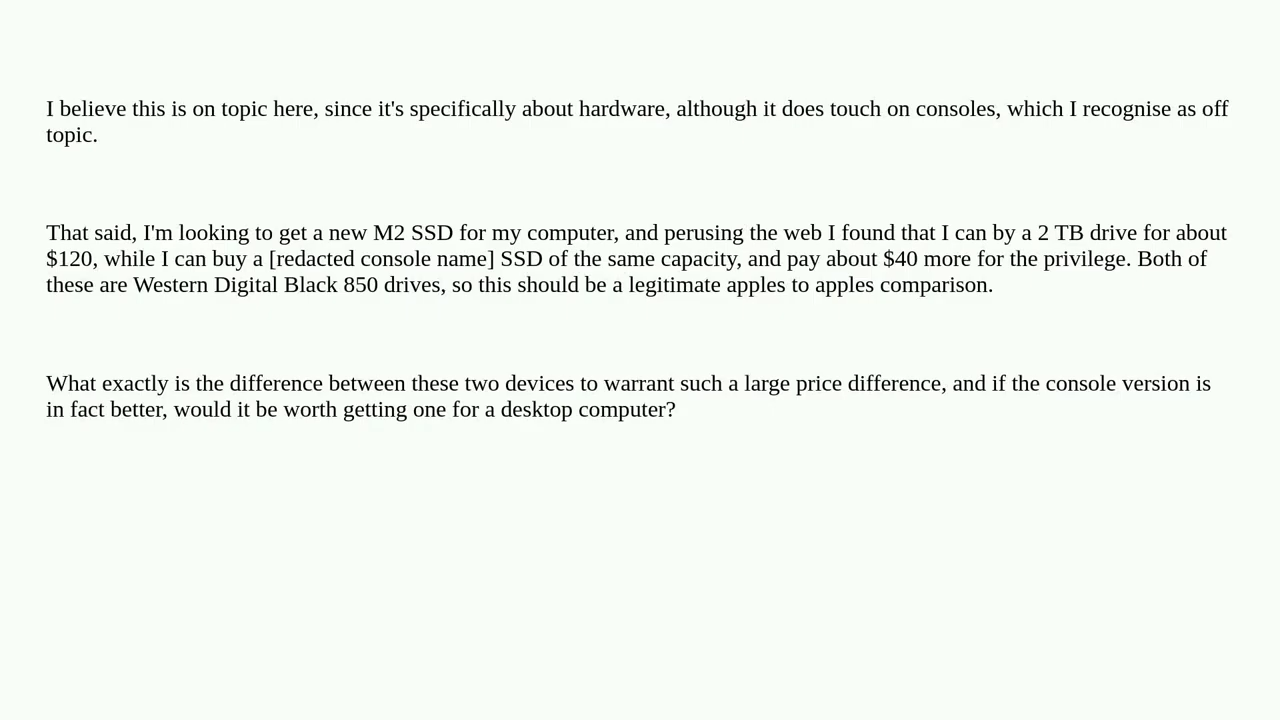 I believe this is on topic here, since it's specifically about hardware, although it does touch on consoles, which I recognise as off
topic.
That said, I'm looking to get a new M2 SSD for my computer, and perusing the web I found that I can by a 2 TB drive for about
$120, while I can buy a [redacted console name] SSD of the same capacity, and pay about $40 more for the privilege. Both of
these are Western Digital Black 850 drives, so this should be a legitimate apples to apples comparison.
What exactly is the difference between these two devices to warrant such a large price difference, and if the console version is
in fact better, would it be worth getting one for a desktop computer?